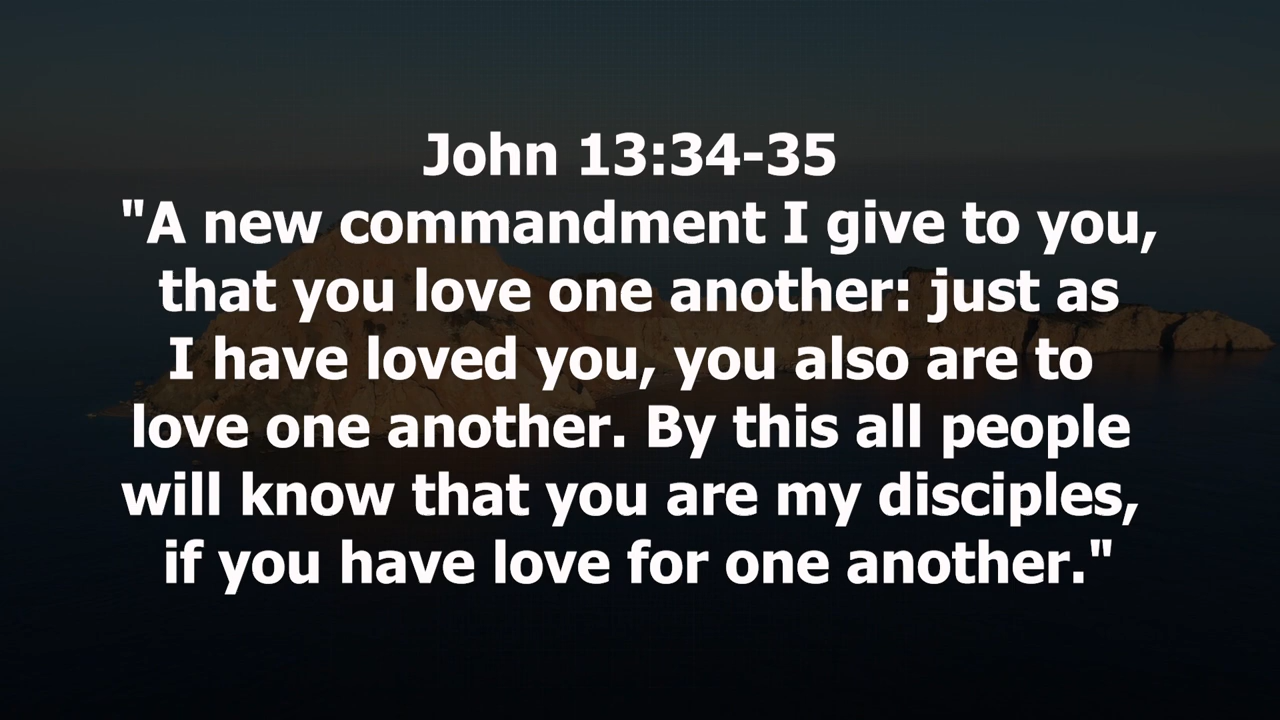 John 13:34-35
"A new commandment I give to you,
that you love one another: just as
I have loved you, you also are to
love one another. By this all people
will know that you are my disciples,
if you have love for one another."